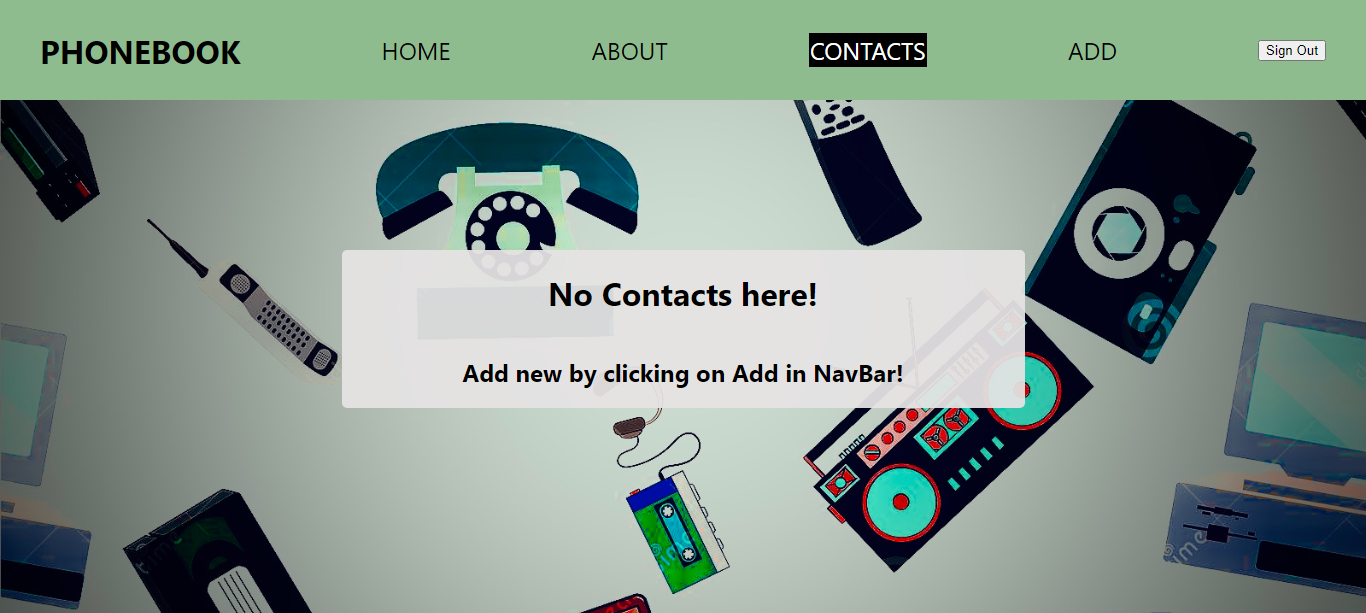 PHONEBOOK HOME ABOUT CONTACTS ADD Sign Out
No Contacts here!
Add new by clicking on Add in NavBar!